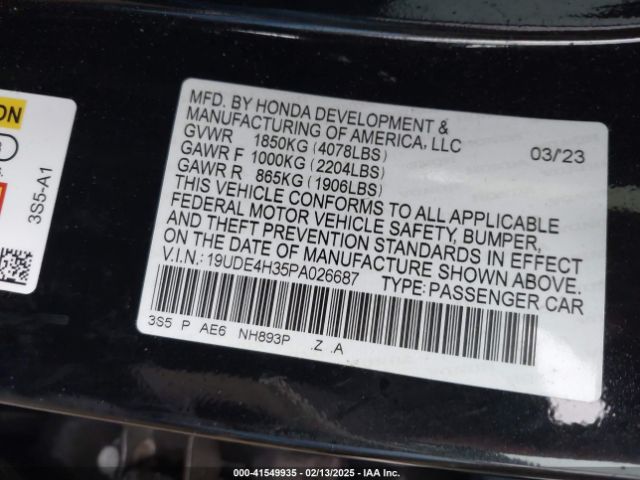 ON
3S5-A1
MFD. BY HONDA DEVELOPMENT &
MANUFACTURING OF AMERICA, LLC
GVWR 1850KG (4078LBS) 03/23
GAWR F 1000KG (2204LBS)
GAWR R 865KG (1906LBS)
THIS VEHICLE CONFORMS TO ALL APPLICABLE
FEDERAL MOTOR VEHICLE SAFETY, BUMPER,
AND THEFT PREVENTION STANDARDS IN EFFECT
ON THE DATE OF MANUFACTURE SHOWN ABOVE.
V.I.N.: 19UDE4H35PA026687 TYPE: PASSENGER CAR
3S5 P AE6 NH893P .Z .A
000-41549935 - 02/13/2025 - IAA Inc.